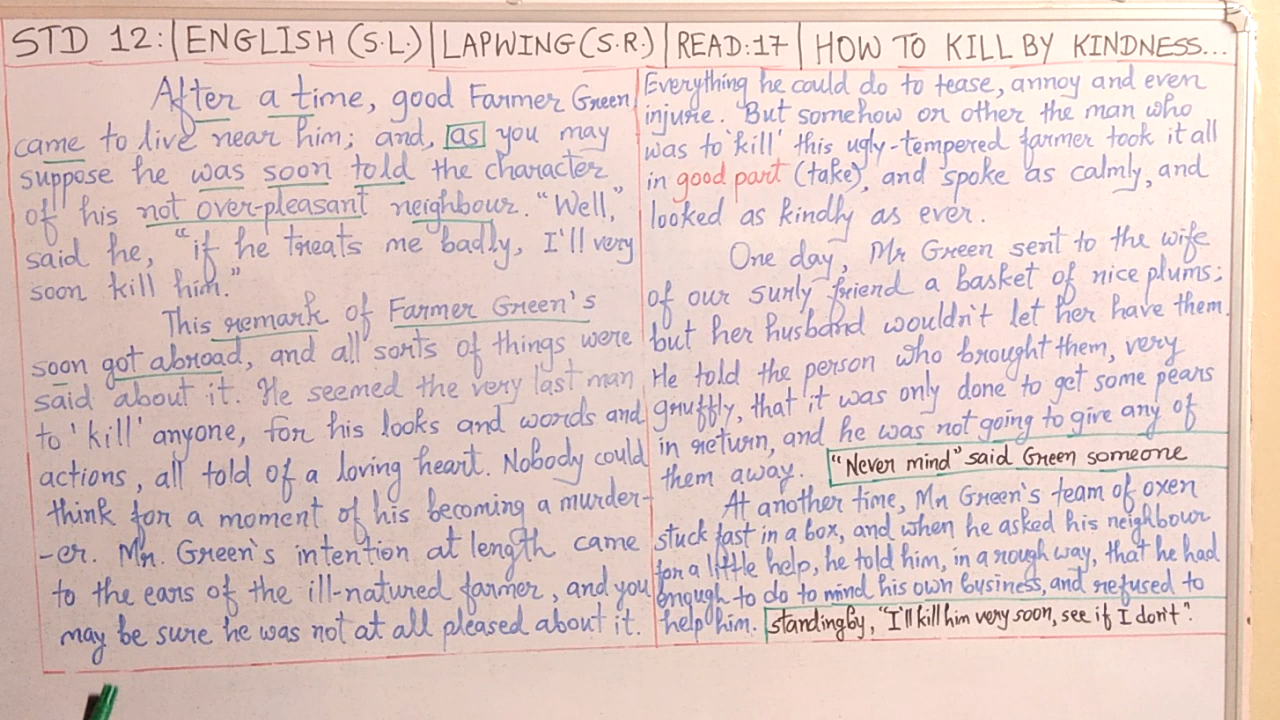 STD 12: | ENGLISH (S.L.) | LAPWING (S.R.) | READ:17 | HOW TO KILL BY KINDNESS...
After a time, good Farmer Green
came to live near him; and, as you may
suppose he was soon told the character
of his not over-pleasant neighbour. "Well,"
said he, "if he treats me badly, I'll very
soon kill him."
This remark of Farmer Green's
soon got abroad, and all sorts of things were
said about it. He seemed the very last man
to 'kill' anyone, for his looks and words and
actions, all told of a loving heart. Nobody could
think for a moment of his becoming a murder-
-er. Mr. Green's intention at length came
to the ears of the ill-natured farmer, and you
may be sure he was not at all pleased about it.
Everything he could do to tease, annoy and even
injure. But somehow or other the man who
was to 'kill' this ugly-tempered farmer took it all
in good part (take), and spoke as calmly, and
looked as kindly as ever.
One day, Mr Green sent to the wife
of our surly friend a basket of nice plums;
but her husband wouldn't let her have them.
He told the person who brought them, very
gruffly, that it was only done to get some pears
in return, and he was not going to give any of
them away. "Never mind" said Green someone
At another time, Mr Green's team of oxen
stuck fast in a box, and when he asked his neighbour
for a little help, he told him, in a rough way, that he had
enough to do to mind his own business, and refused to
help him. standing by, "I'll kill him very soon, see if I don't".